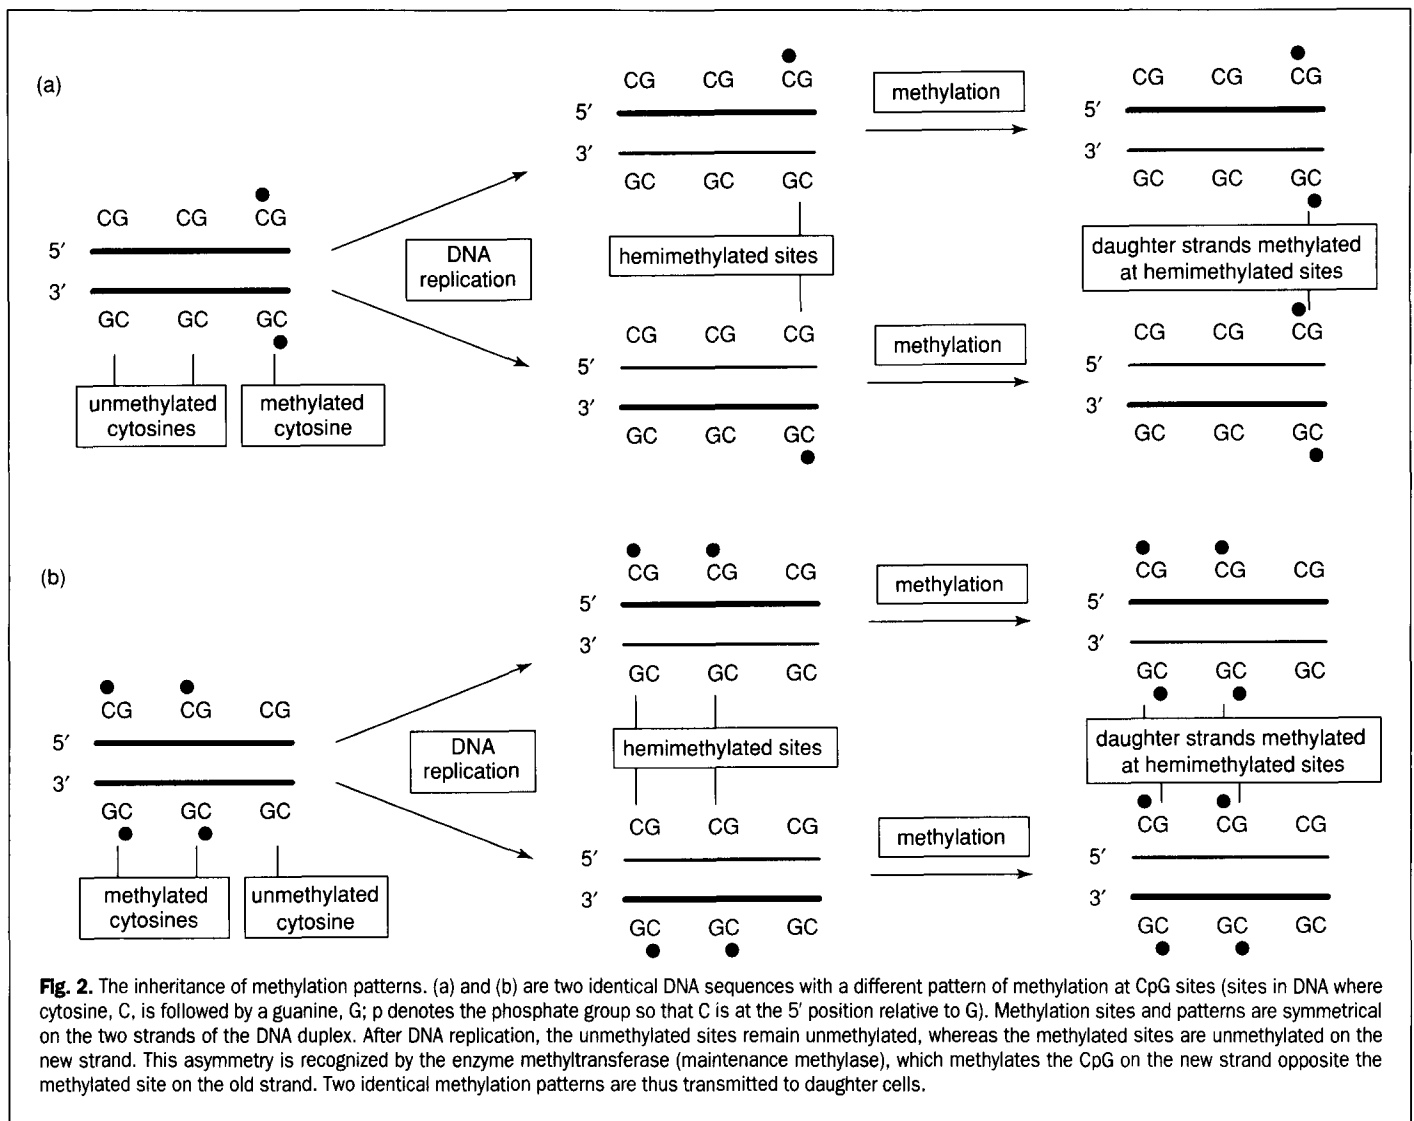 (a)
CG CG CG
5′
3′
GC GC GC
unmethylated
cytosines
methylated
cytosine
DNA
replication
CG CG CG
5′
3′
GC GC GC
hemimethylated sites
CG CG CG
5′
3′
GC GC GC
methylation
methylation
CG CG CG
5′
3′
GC GC GC
daughter strands methylated
at hemimethylated sites
CG CG CG
5′
3′
GC GC GC
(b)
CG CG CG
5′
3′
GC GC GC
methylated
cytosines
unmethylated
cytosine
DNA
replication
CG CG CG
5′
3′
GC GC GC
hemimethylated sites
CG CG CG
5′
3′
GC GC GC
methylation
methylation
CG CG CG
5′
3′
GC GC GC
daughter strands methylated
at hemimethylated sites
CG CG CG
5′
3′
GC GC GC
Fig. 2. The inheritance of methylation patterns. (a) and (b) are two identical DNA sequences with a different pattern of methylation at CpG sites (sites in DNA where
cytosine, C, is followed by a guanine, G; p denotes the phosphate group so that C is at the 5′ position relative to G). Methylation sites and patterns are symmetrical
on the two strands of the DNA duplex. After DNA replication, the unmethylated sites remain unmethylated, whereas the methylated sites are unmethylated on the
new strand. This asymmetry is recognized by the enzyme methyltransferase (maintenance methylase), which methylates the CpG on the new strand opposite the
methylated site on the old strand. Two identical methylation patterns are thus transmitted to daughter cells.